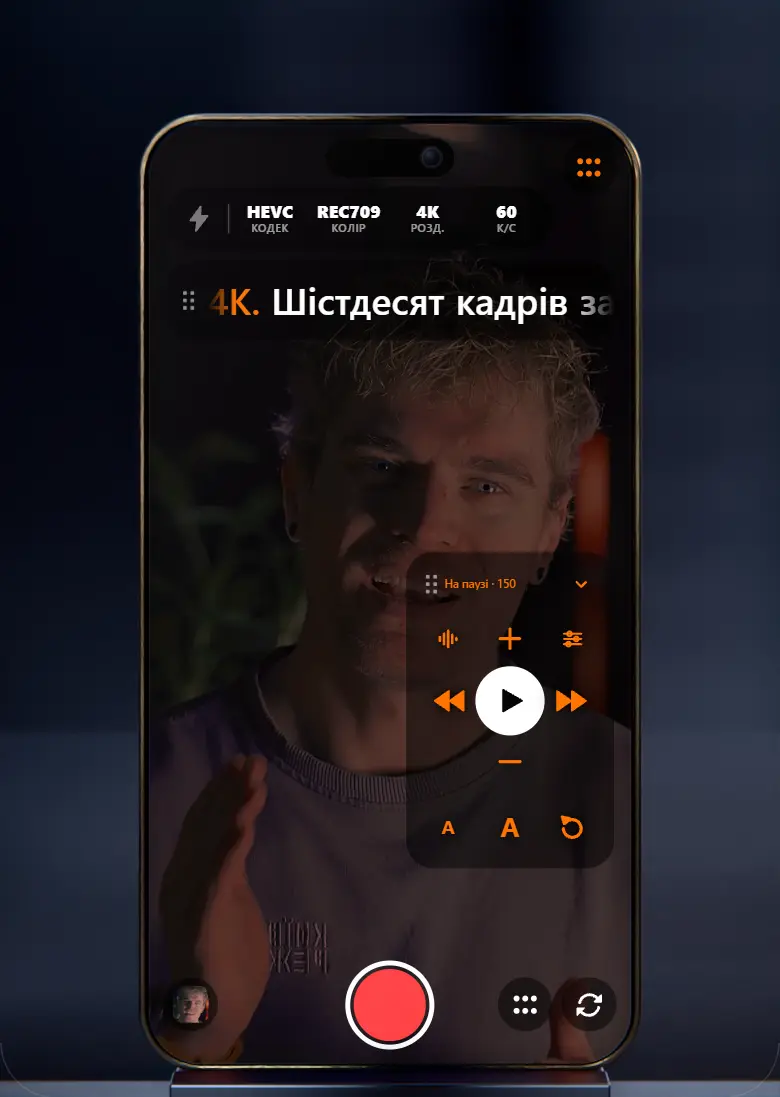 HEVC REC709 4K 60
КОДЕК КОЛІР РОЗД. К/С
4K. Шістдесят кадрів за
На паузі · 150
A A